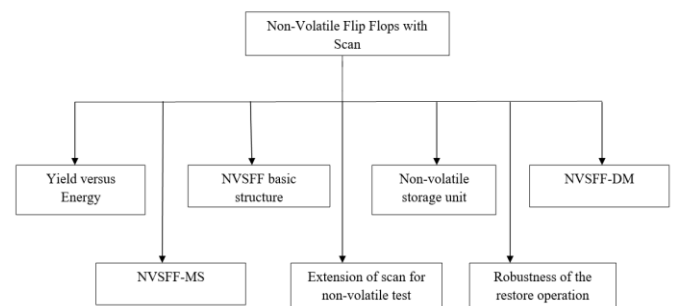 Non-Volatile Flip Flops with
Scan
Yield versus
Energy
NVSFF basic
structure
Non-volatile
storage unit
NVSFF-DM
NVSFF-MS
Extension of scan for
non-volatile test
Robustness of the
restore operation